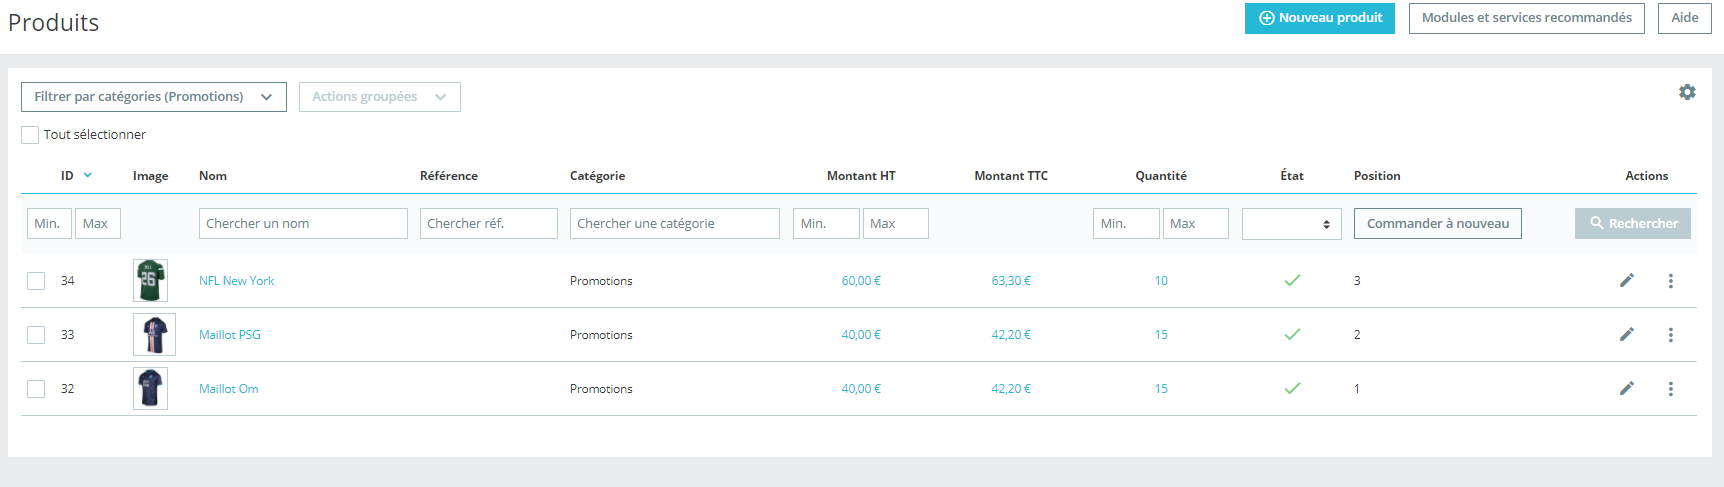 Produits
Nouveau produit
Modules et services recommandés
Aide
Filtrer par catégories (Promotions)
Actions groupées
Tout sélectionner
ID Image Nom Référence Catégorie Montant HT Montant TTC Quantité État Position Actions
Min. Max Chercher un nom Chercher réf. Chercher une catégorie Min. Max Min. Max Commander à nouveau Rechercher
34 NFL New York Promotions 60,00 € 63,30 € 10 3
33 Maillot PSG Promotions 40,00 € 42,20 € 15 2
32 Maillot Om Promotions 40,00 € 42,20 € 15 1